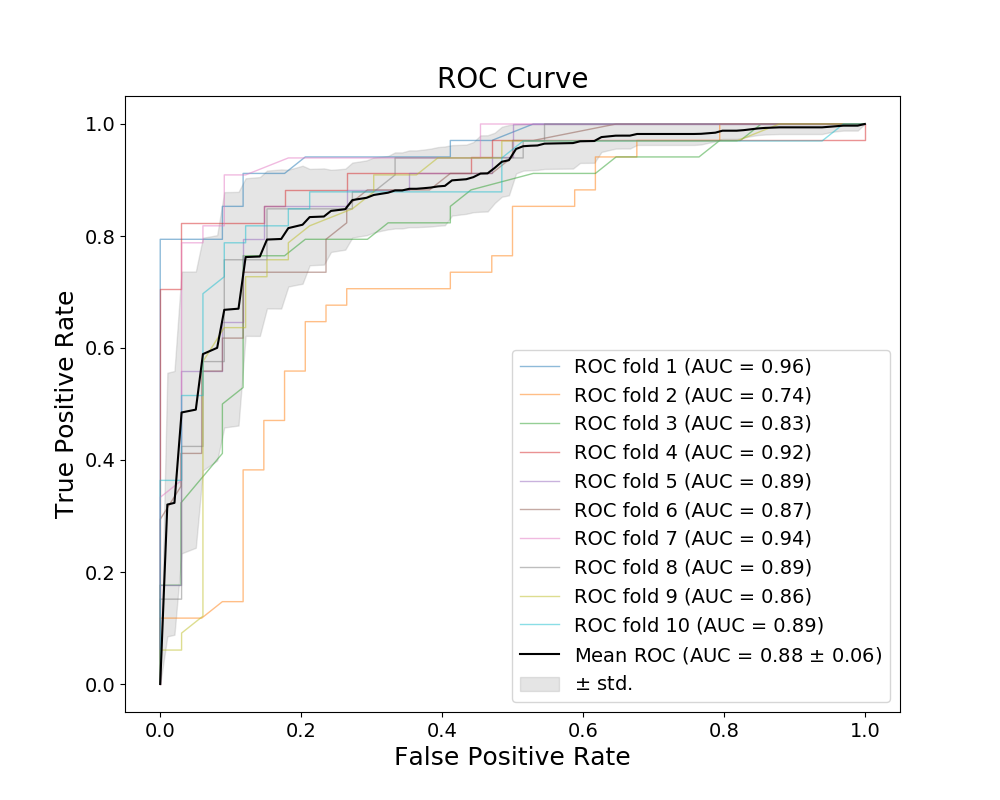 ROC Curve
True Positive Rate
1.0
0.8
0.6
0.4
0.2
0.0
ROC fold 1 (AUC = 0.96)
ROC fold 2 (AUC = 0.74)
ROC fold 3 (AUC = 0.83)
ROC fold 4 (AUC = 0.92)
ROC fold 5 (AUC = 0.89)
ROC fold 6 (AUC = 0.87)
ROC fold 7 (AUC = 0.94)
ROC fold 8 (AUC = 0.89)
ROC fold 9 (AUC = 0.86)
ROC fold 10 (AUC = 0.89)
Mean ROC (AUC = 0.88 ± 0.06)
± std.
0.0 0.2 0.4 0.6 0.8 1.0
False Positive Rate